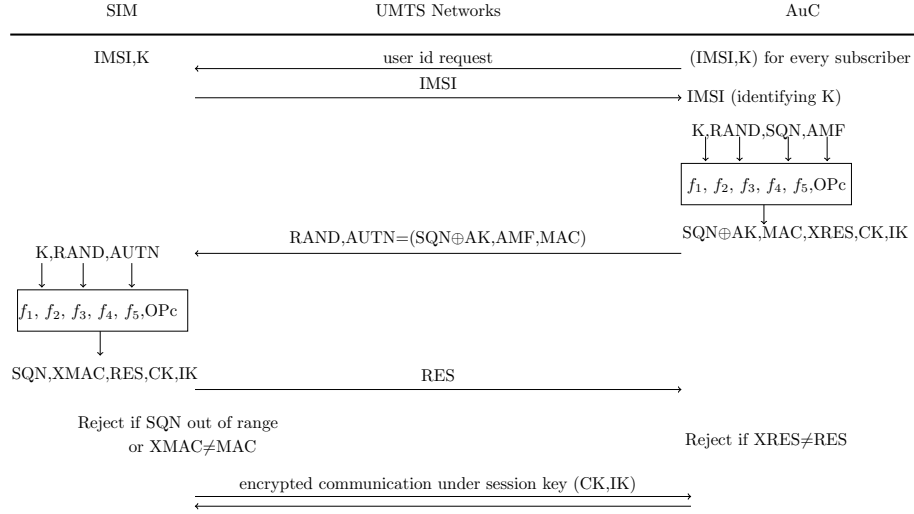 SIM UMTS Networks AuC
IMSI,K user id request (IMSI,K) for every subscriber
IMSI
IMSI (identifying K)
K,RAND,SQN,AMF
f₁, f₂, f₃, f₄, f₅,OPc
SQN⊕AK,MAC,XRES,CK,IK
RAND,AUTN=(SQN⊕AK,AMF,MAC)
K,RAND,AUTN
f₁, f₂, f₃, f₄, f₅,OPc
SQN,XMAC,RES,CK,IK
RES
Reject if SQN out of range
or XMAC≠MAC
Reject if XRES≠RES
encrypted communication under session key (CK,IK)